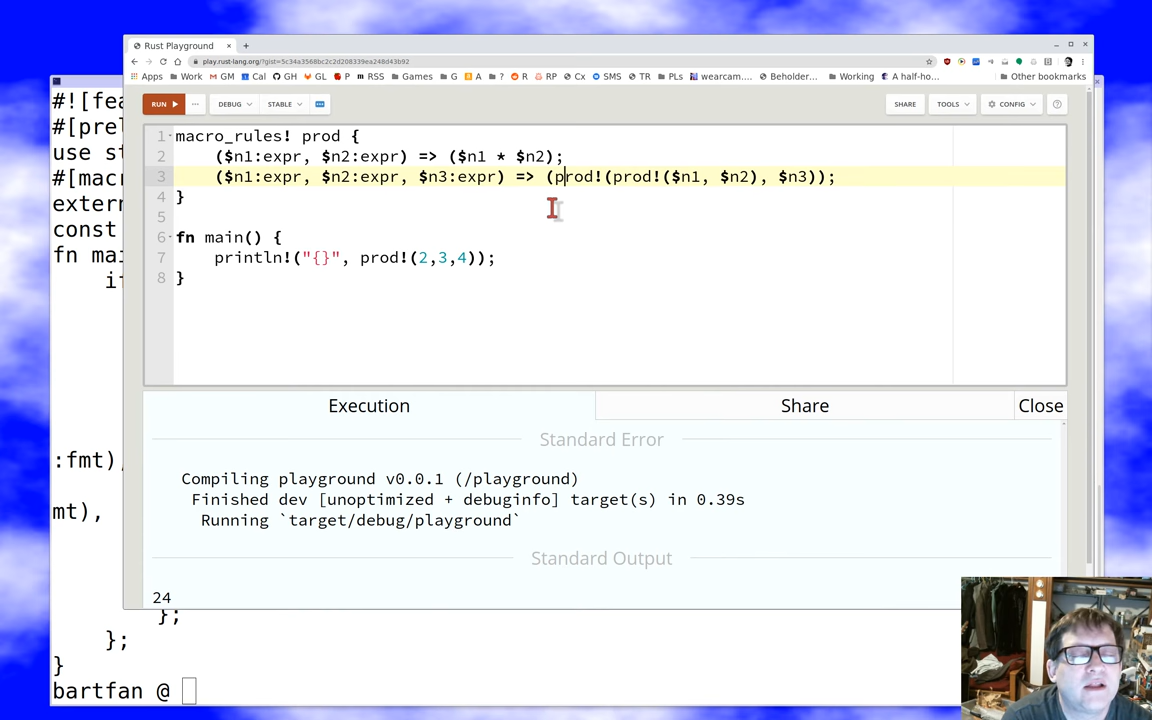 Rust Playground
play.rust-lang.org/?gist=5c34a3568bc2c2d208339ea248d43b92
Apps Work GM Cal GH GL P RSS Games G A ? R RP Cx SMS TR PLs wearcam.... Beholder... Working A half-ho... Other bookmarks
RUN ... DEBUG STABLE SHARE TOOLS CONFIG
1 macro_rules! prod {
2 ($n1:expr, $n2:expr) => ($n1 * $n2);
3 ($n1:expr, $n2:expr, $n3:expr) => (prod!(prod!($n1, $n2), $n3));
4 }
5
6 fn main() {
7 println!("{}", prod!(2,3,4));
8 }
Execution Share Close
Standard Error
Compiling playground v0.0.1 (/playground)
Finished dev [unoptimized + debuginfo] target(s) in 0.39s
Running `target/debug/playground`
Standard Output
24
#![fea
#[prel
use st
#[mac
extern
const
fn mai
if
:fmt),
mt),
};
};
}
bartfan @